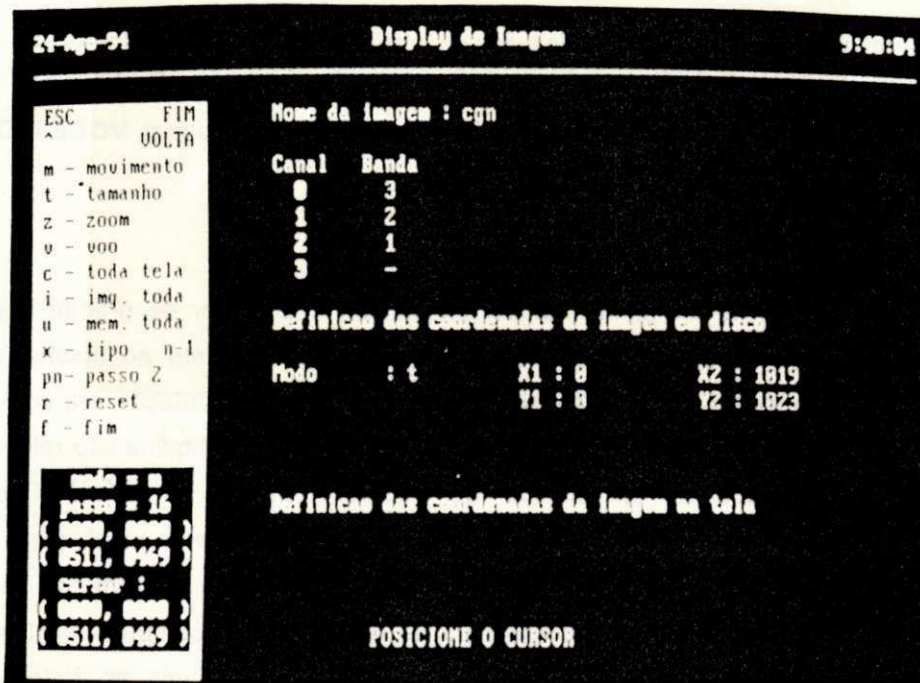 24-Ago-94 Display de Imagem 9:40:04
ESC FIM
^ VOLTA
m - movimento
t - tamanho
z - zoom
v - voo
c - toda tela
i - img. toda
u - mem. toda
x - tipo n-1
pn- passo 2
r - reset
f - fim
modo = m
passo = 16
( 0000, 0000 )
( 0511, 0469 )
cursor :
( 0000, 0000 )
( 0511, 0469 )
Nome da imagem : cgn
Canal Banda
0 3
1 2
2 1
3 -
Definicao das coordenadas da imagem em disco
Modo : t X1 : 0 X2 : 1019
Y1 : 0 Y2 : 1023
Definicao das coordenadas da imagem na tela
POSICIONE O CURSOR